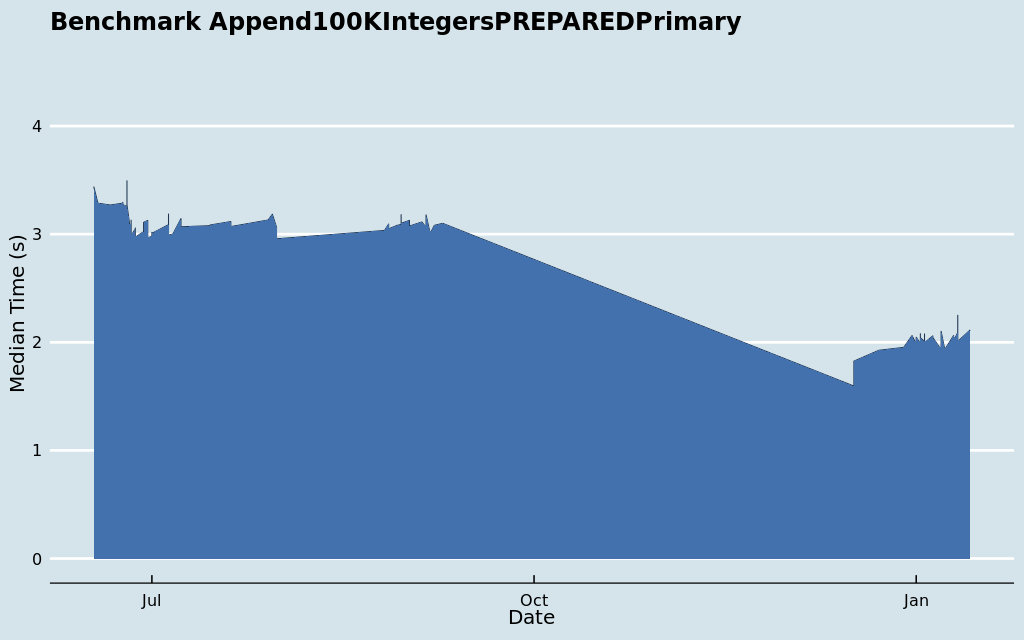 Benchmark Append100KIntegersPREPAREDPrimary
4
3
2
1
0
Median Time (s)
Jul
Oct
Jan
Date